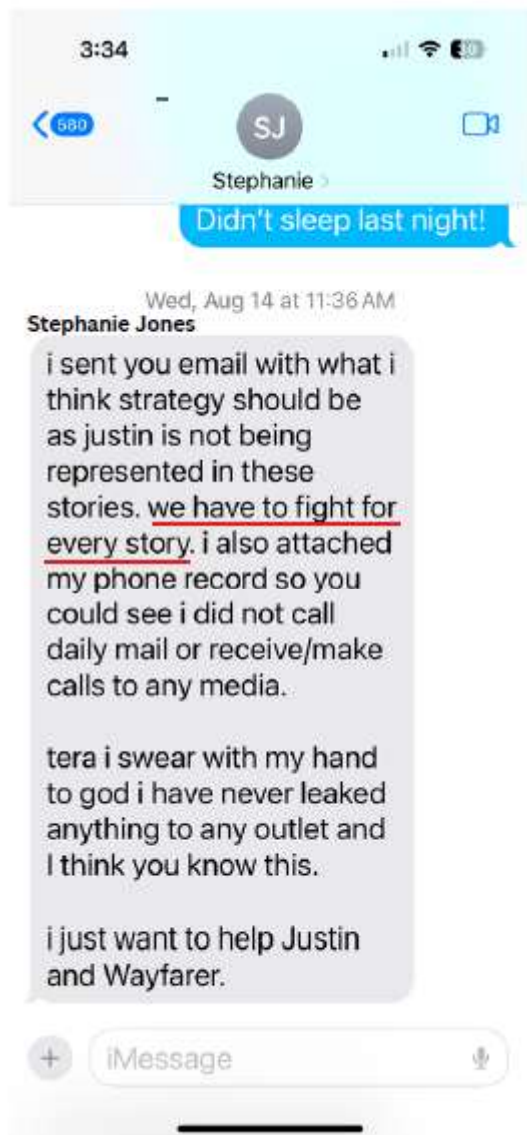 3:34
580
SJ
Stephanie
Didn't sleep last night!
Wed, Aug 14 at 11:36 AM
Stephanie Jones
i sent you email with what i
think strategy should be
as justin is not being
represented in these
stories. we have to fight for
every story. i also attached
my phone record so you
could see i did not call
daily mail or receive/make
calls to any media.
tera i swear with my hand
to god i have never leaked
anything to any outlet and
I think you know this.
i just want to help Justin
and Wayfarer.
iMessage